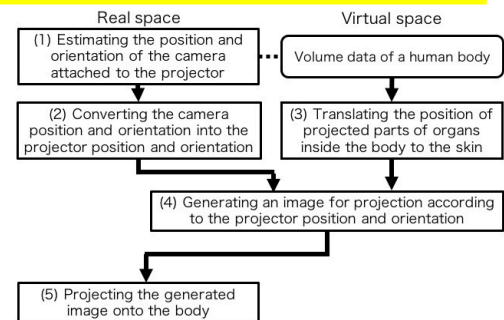 Real space
Virtual space
(1) Estimating the position and
orientation of the camera
attached to the projector
Volume data of a human body
(2) Converting the camera
position and orientation into the
projector position and orientation
(3) Translating the position of
projected parts of organs
inside the body to the skin
(4) Generating an image for projection according
to the projector position and orientation
(5) Projecting the generated
image onto the body